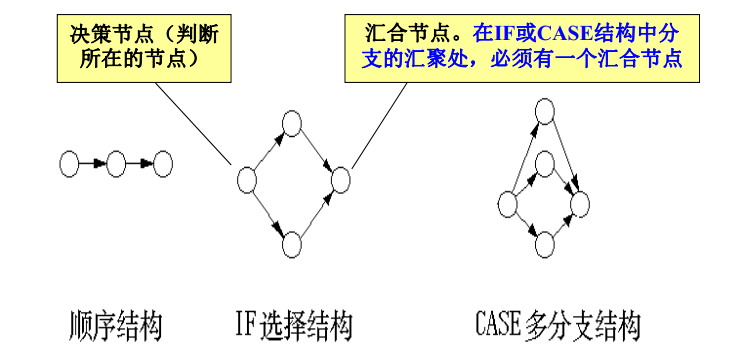 决策节点（判断
所在的节点）
汇合节点。在IF或CASE结构中分
支的汇聚处，必须有一个汇合节点
顺序结构
IF选择结构
CASE多分支结构